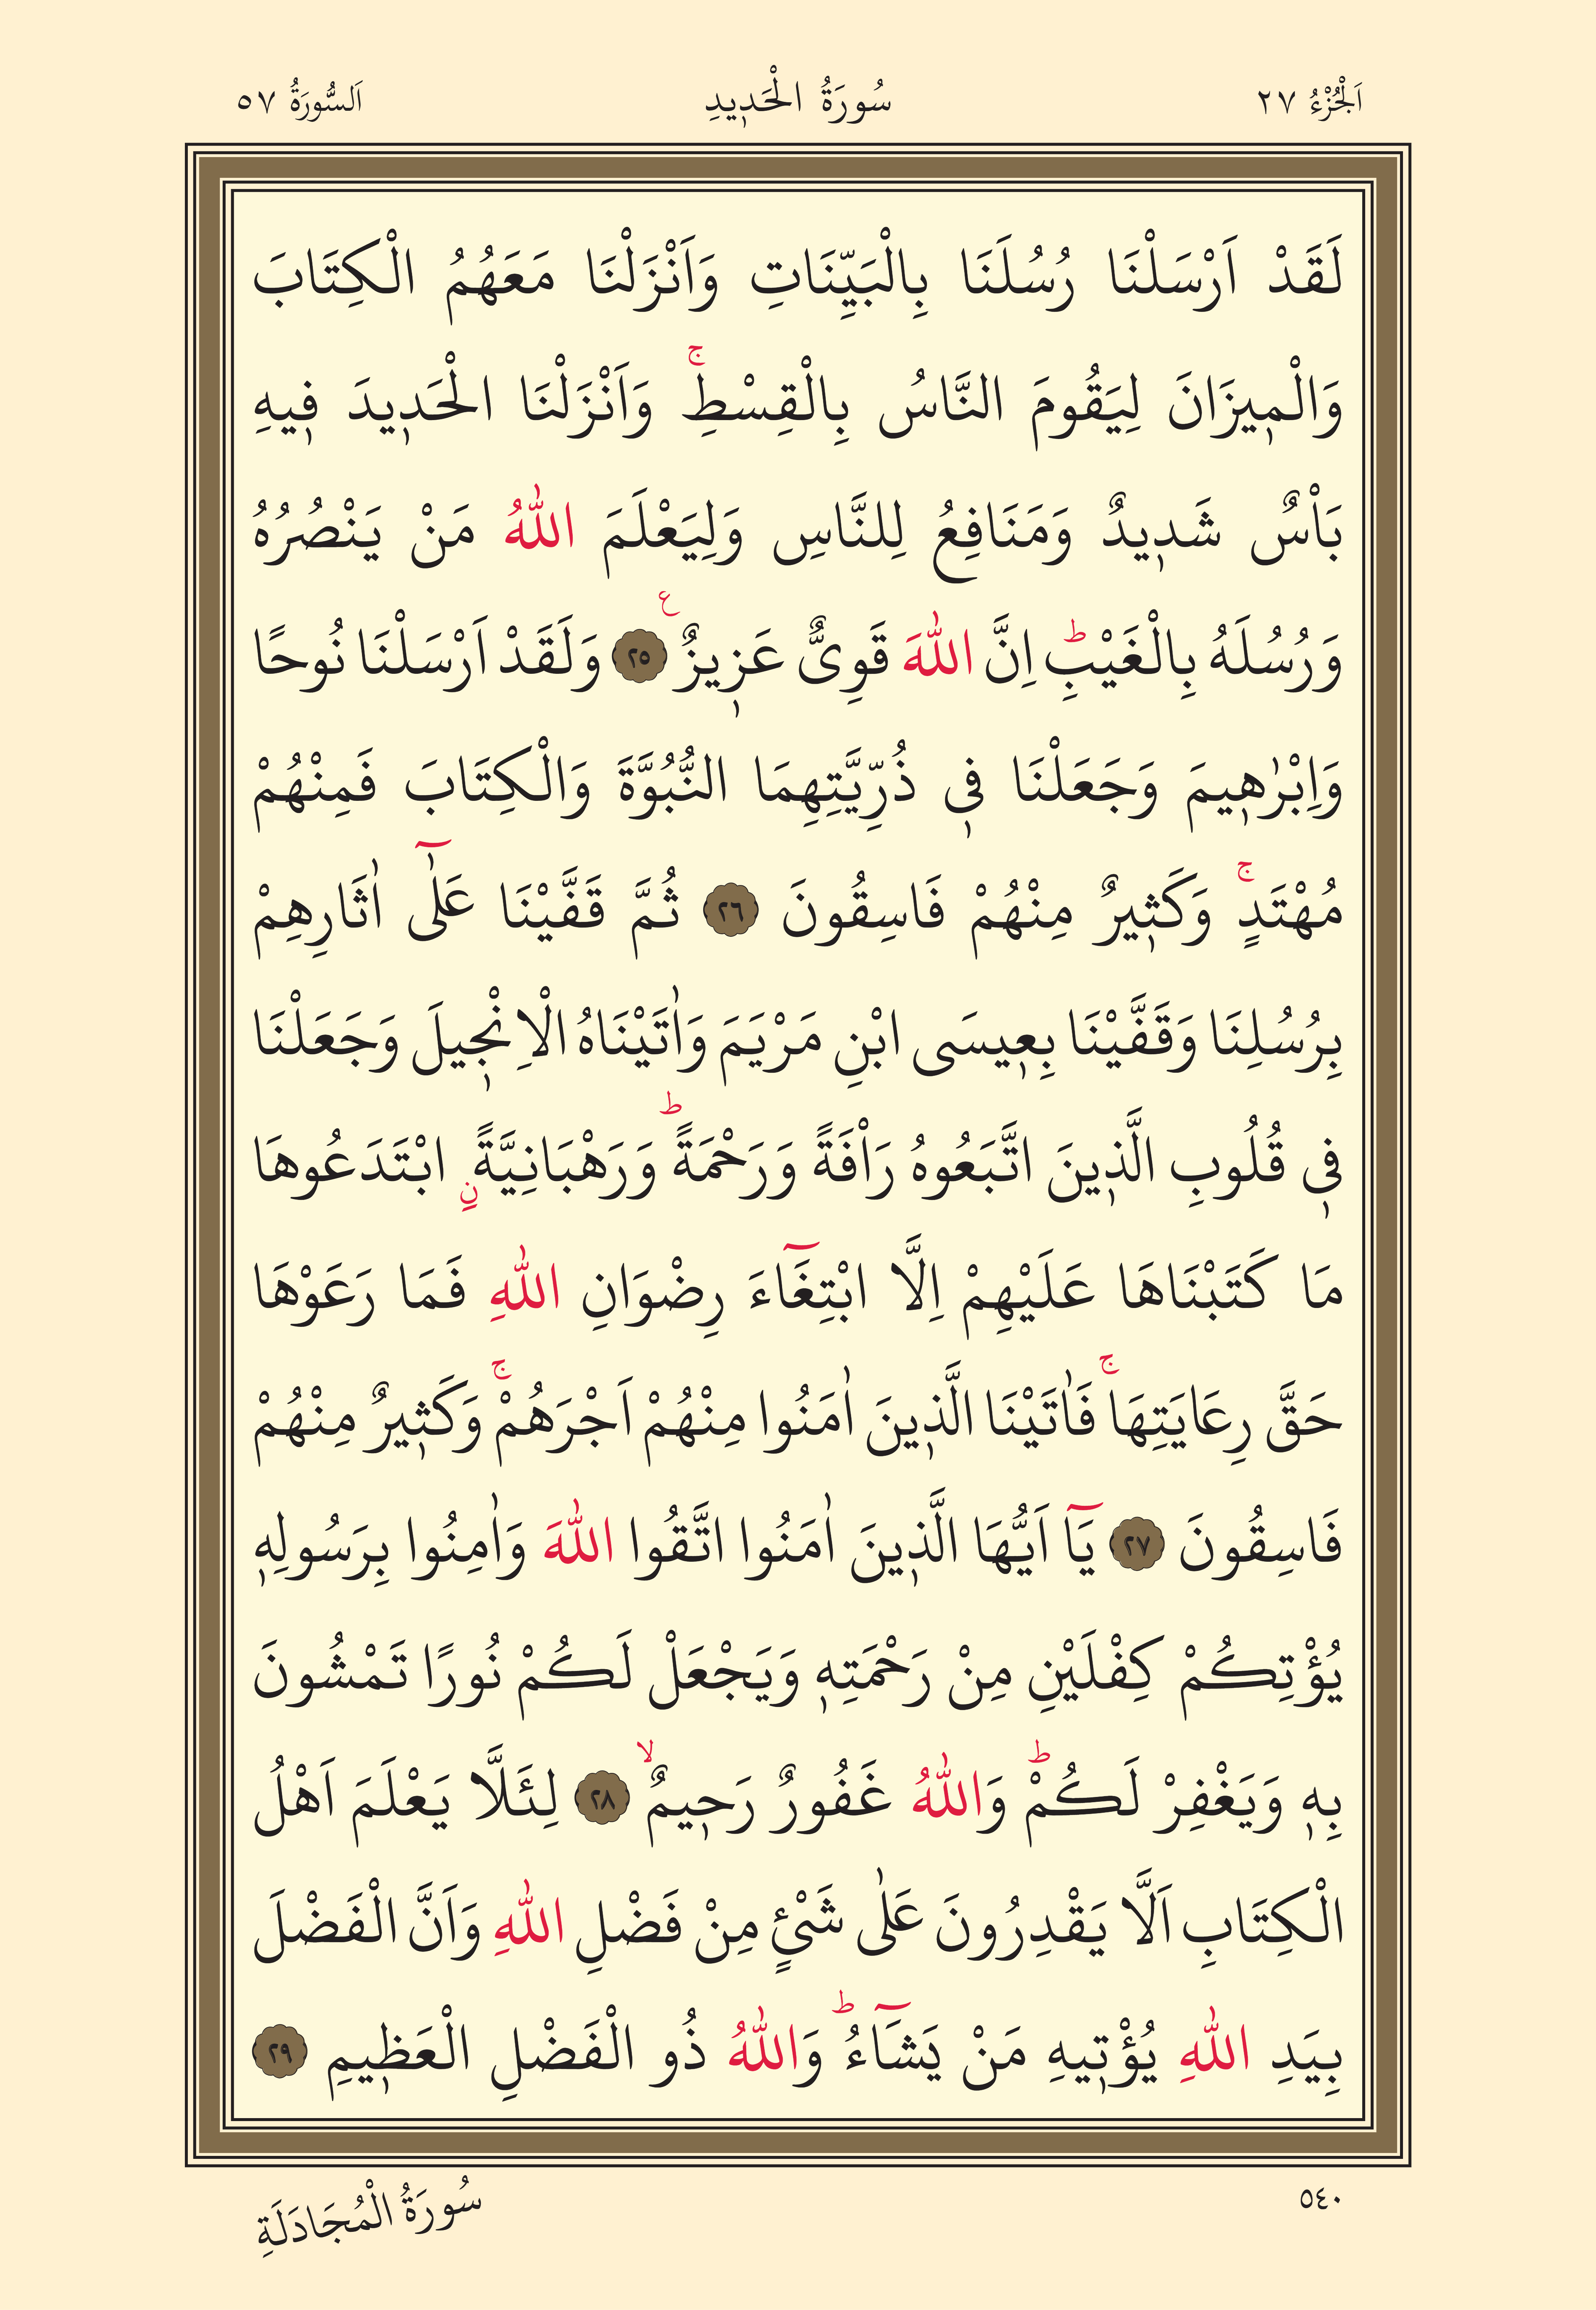 اَلْجُزْءُ ٢٧ سُورَةُ الْحَدٖيدِ اَلسُّورَةُ ٥٧
لَقَدْ اَرْسَلْنَا رُسُلَنَا بِالْبَيِّنَاتِ وَاَنْزَلْنَا مَعَهُمُ الْكِتَابَ
وَالْمٖيزَانَ لِيَقُومَ النَّاسُ بِالْقِسْطِۚ وَاَنْزَلْنَا الْحَدٖيدَ فٖيهِ
بَأْسٌ شَدٖيدٌ وَمَنَافِعُ لِلنَّاسِ وَلِيَعْلَمَ اللّٰهُ مَنْ يَنْصُرُهُ
وَرُسُلَهُ بِالْغَيْبِؕ اِنَّ اللّٰهَ قَوِىٌّ عَزٖيزٌ ع ٢٥ وَلَقَدْ اَرْسَلْنَا نُوحًا
وَاِبْرٰهٖيمَ وَجَعَلْنَا فٖى ذُرِّيَّتِهِمَا النُّبُوَّةَ وَالْكِتَابَ فَمِنْهُمْ
مُهْتَدٍۚ وَكَثٖيرٌ مِنْهُمْ فَاسِقُونَ ٢٦ ثُمَّ قَفَّيْنَا عَلٰٓى اٰثَارِهِمْ
بِرُسُلِنَا وَقَفَّيْنَا بِعٖيسَى ابْنِ مَرْيَمَ وَاٰتَيْنَاهُ الْاِنْجٖيلَ وَجَعَلْنَا
فٖى قُلُوبِ الَّذٖينَ اتَّبَعُوهُ رَاْفَةً وَرَحْمَةًؕ وَرَهْبَانِيَّةًۨ نِ ابْتَدَعُوهَا
مَا كَتَبْنَاهَا عَلَيْهِمْ اِلَّا ابْتِغَٓاءَ رِضْوَانِ اللّٰهِ فَمَا رَعَوْهَا
حَقَّ رِعَايَتِهَاۚ فَاٰتَيْنَا الَّذٖينَ اٰمَنُوا مِنْهُمْ اَجْرَهُمْۚ وَكَثٖيرٌ مِنْهُمْ
فَاسِقُونَ ٢٧ يَٓا اَيُّهَا الَّذٖينَ اٰمَنُوا اتَّقُوا اللّٰهَ وَاٰمِنُوا بِرَسُولِهٖ
يُؤْتِكُمْ كِفْلَيْنِ مِنْ رَحْمَتِهٖ وَيَجْعَلْ لَكُمْ نُورًا تَمْشُونَ
بِهٖ وَيَغْفِرْ لَكُمْؕ وَاللّٰهُ غَفُورٌ رَحٖيمٌۙ ٢٨ لِئَلَّا يَعْلَمَ اَهْلُ
الْكِتَابِ اَلَّا يَقْدِرُونَ عَلٰى شَىْءٍ مِنْ فَضْلِ اللّٰهِ وَاَنَّ الْفَضْلَ
بِيَدِ اللّٰهِ يُؤْتٖيهِ مَنْ يَشَٓاءُؕ وَاللّٰهُ ذُو الْفَضْلِ الْعَظٖيمِ ٢٩
٥٤٠ سُورَةُ الْمُجَادَلَةِ